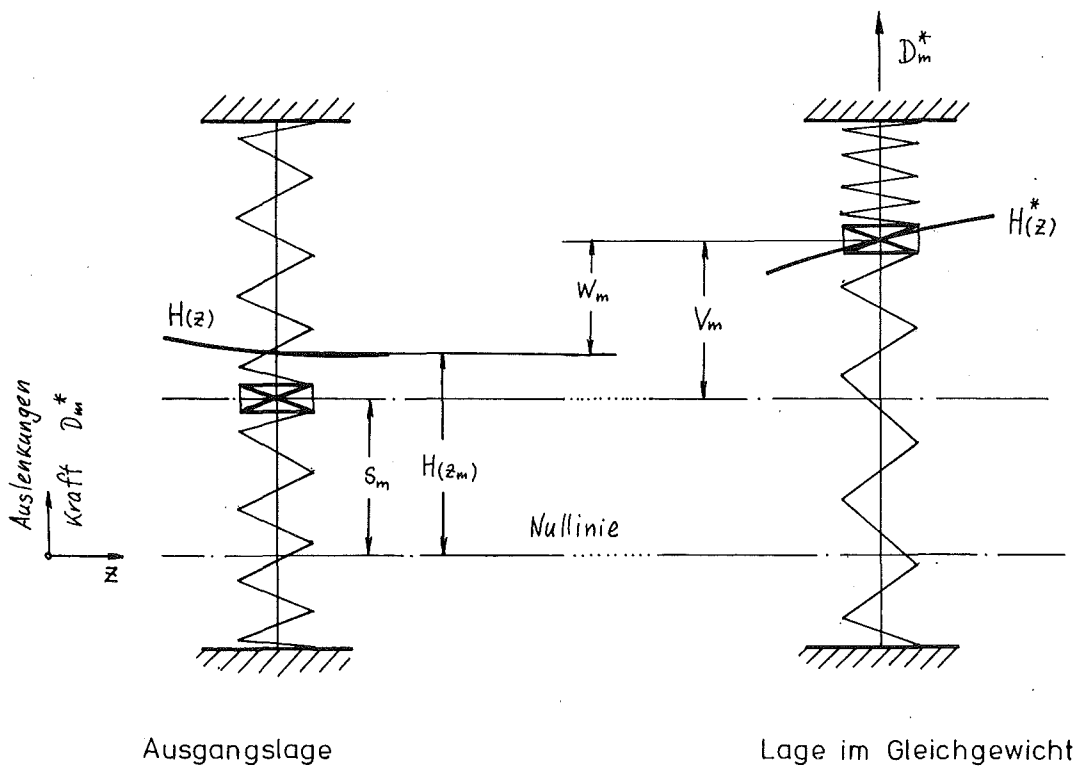 D*m
H*(z)
Wm
Vm
H(z)
Sm
H(zm)
Auslenkungen
Kraft D*m
Nullinie
z
Ausgangslage
Lage im Gleichgewicht